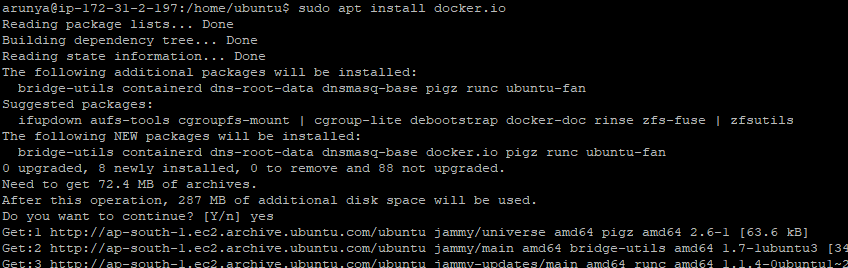 arunya@ip-172-31-2-197:/home/ubuntu$ sudo apt install docker.io
Reading package lists... Done
Building dependency tree... Done
Reading state information... Done
The following additional packages will be installed:
  bridge-utils containerd dns-root-data dnsmasq-base pigz runc ubuntu-fan
Suggested packages:
  ifupdown aufs-tools cgroupfs-mount | cgroup-lite debootstrap docker-doc rinse zfs-fuse | zfsutils
The following NEW packages will be installed:
  bridge-utils containerd dns-root-data dnsmasq-base docker.io pigz runc ubuntu-fan
0 upgraded, 8 newly installed, 0 to remove and 88 not upgraded.
Need to get 72.4 MB of archives.
After this operation, 287 MB of additional disk space will be used.
Do you want to continue? [Y/n] yes
Get:1 http://ap-south-1.ec2.archive.ubuntu.com/ubuntu jammy/universe amd64 pigz amd64 2.6-1 [63.6 kB]
Get:2 http://ap-south-1.ec2.archive.ubuntu.com/ubuntu jammy/main amd64 bridge-utils amd64 1.7-1ubuntu3 [34
Get:3 http://ap-south-1.ec2.archive.ubuntu.com/ubuntu jammy-updates/main amd64 runc amd64 1.1.4-0ubuntu1~2